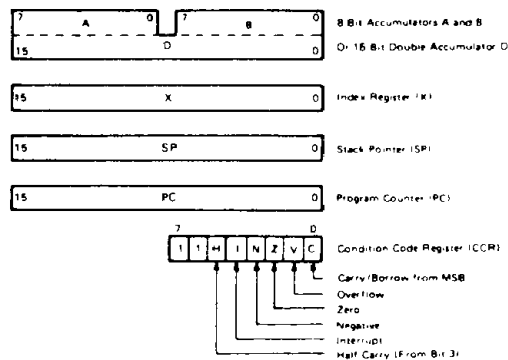 7 A 0 7 B 0 8 Bit Accumulators A and B
15 D 0 Or 16 Bit Double Accumulator D
15 X 0 Index Register (X)
15 SP 0 Stack Pointer (SP)
15 PC 0 Program Counter (PC)
7 0
1 1 H I N Z V C Condition Code Register (CCR)
Carry/Borrow from MSB
Overflow
Zero
Negative
Interrupt
Half Carry (From Bit 3)